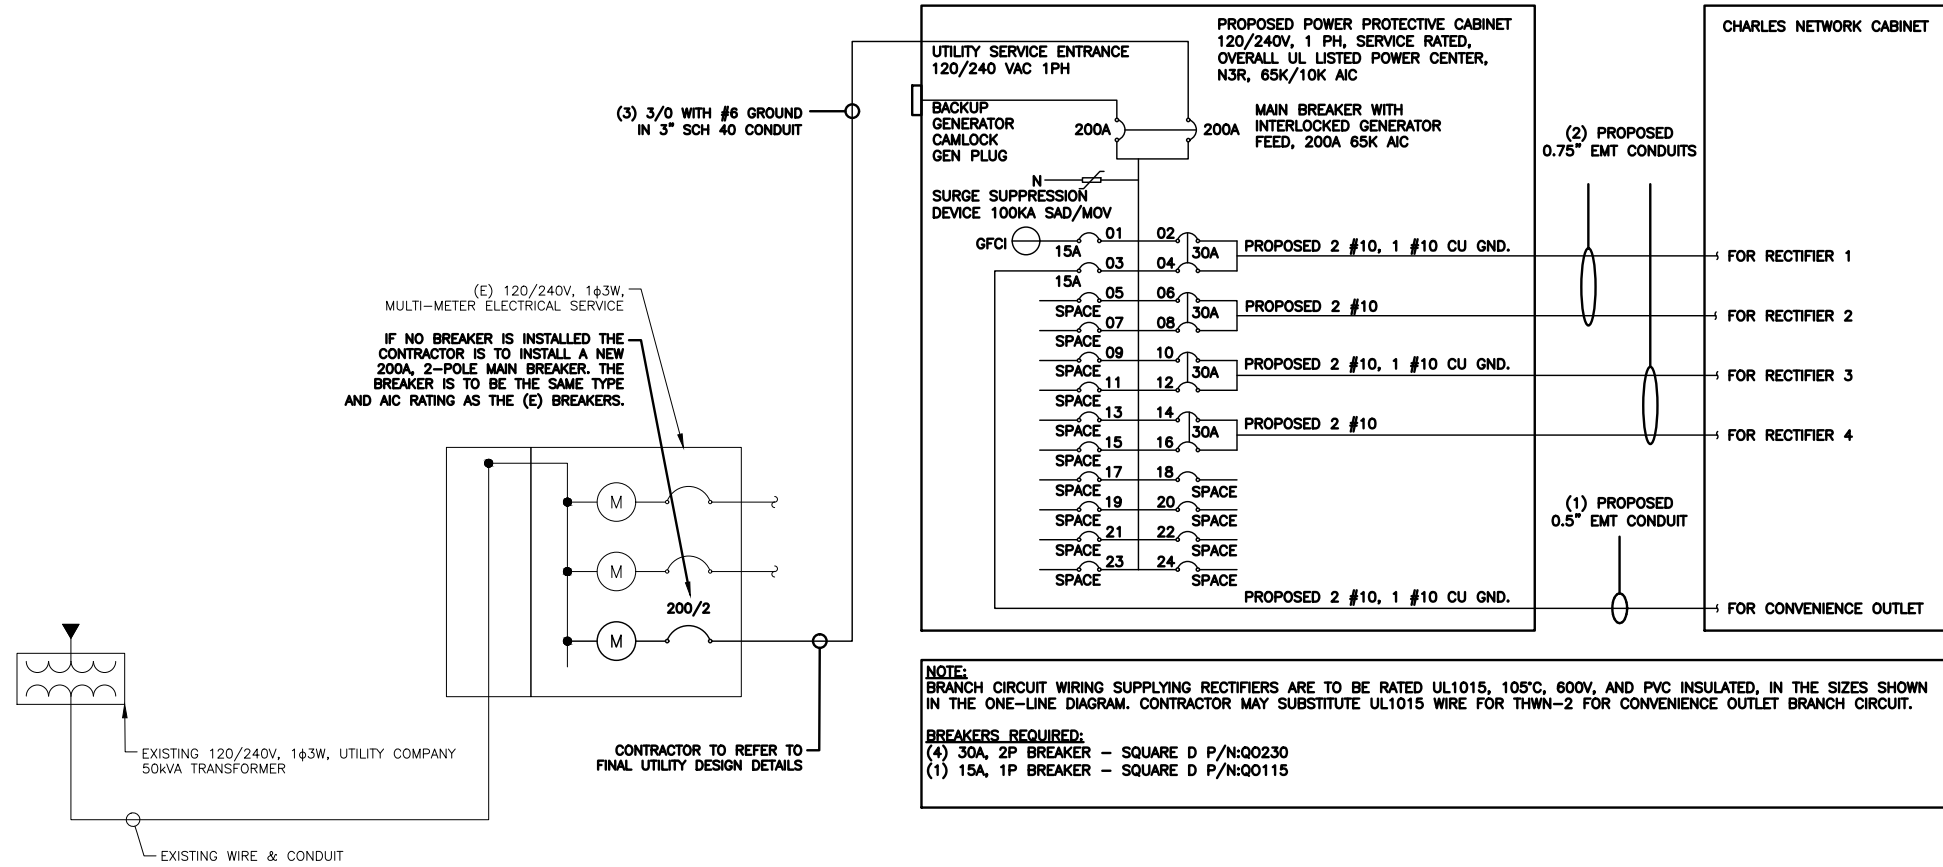 PROPOSED POWER PROTECTIVE CABINET
120/240V, 1 PH, SERVICE RATED,
OVERALL UL LISTED POWER CENTER,
N3R, 65K/10K AIC
CHARLES NETWORK CABINET
UTILITY SERVICE ENTRANCE
120/240 VAC 1PH
(3) 3/0 WITH #6 GROUND
IN 3" SCH 40 CONDUIT
BACKUP
GENERATOR
CAMLOCK
GEN PLUG
200A
200A
MAIN BREAKER WITH
INTERLOCKED GENERATOR
FEED, 200A 65K AIC
(2) PROPOSED
0.75" EMT CONDUITS
N
SURGE SUPPRESSION
DEVICE 100KA SAD/MOV
GFCI
15A
01
02
30A
PROPOSED 2 #10, 1 #10 CU GND.
FOR RECTIFIER 1
15A
03
04
SPACE
05
06
30A
PROPOSED 2 #10
FOR RECTIFIER 2
SPACE
07
08
SPACE
09
10
30A
PROPOSED 2 #10, 1 #10 CU GND.
FOR RECTIFIER 3
SPACE
11
12
SPACE
13
14
30A
PROPOSED 2 #10
FOR RECTIFIER 4
SPACE
15
16
SPACE
17
18
SPACE
SPACE
19
20
SPACE
SPACE
21
22
SPACE
SPACE
23
24
SPACE
(1) PROPOSED
0.5" EMT CONDUIT
PROPOSED 2 #10, 1 #10 CU GND.
FOR CONVENIENCE OUTLET
(E) 120/240V, 1ϕ3W,
MULTI-METER ELECTRICAL SERVICE
IF NO BREAKER IS INSTALLED THE
CONTRACTOR IS TO INSTALL A NEW
200A, 2-POLE MAIN BREAKER. THE
BREAKER IS TO BE THE SAME TYPE
AND AIC RATING AS THE (E) BREAKERS.
M
M
200/2
M
CONTRACTOR TO REFER TO
FINAL UTILITY DESIGN DETAILS
EXISTING 120/240V, 1ϕ3W, UTILITY COMPANY
50kVA TRANSFORMER
EXISTING WIRE & CONDUIT
NOTE:
BRANCH CIRCUIT WIRING SUPPLYING RECTIFIERS ARE TO BE RATED UL1015, 105°C, 600V, AND PVC INSULATED, IN THE SIZES SHOWN
IN THE ONE-LINE DIAGRAM. CONTRACTOR MAY SUBSTITUTE UL1015 WIRE FOR THWN-2 FOR CONVENIENCE OUTLET BRANCH CIRCUIT.
BREAKERS REQUIRED:
(4) 30A, 2P BREAKER - SQUARE D P/N:QO230
(1) 15A, 1P BREAKER - SQUARE D P/N:QO115